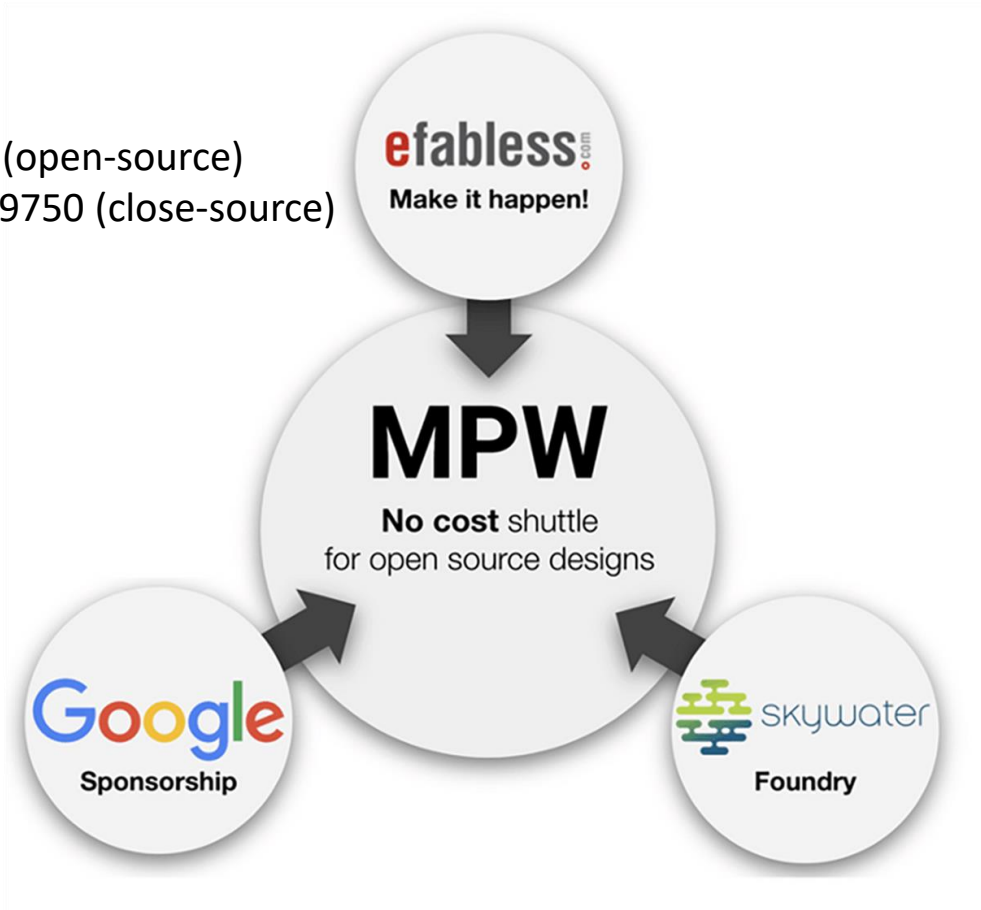 (open-source)
9750 (close-source)
efabless.com
Make it happen!
MPW
No cost shuttle
for open source designs
Google
Sponsorship
skywater
Foundry